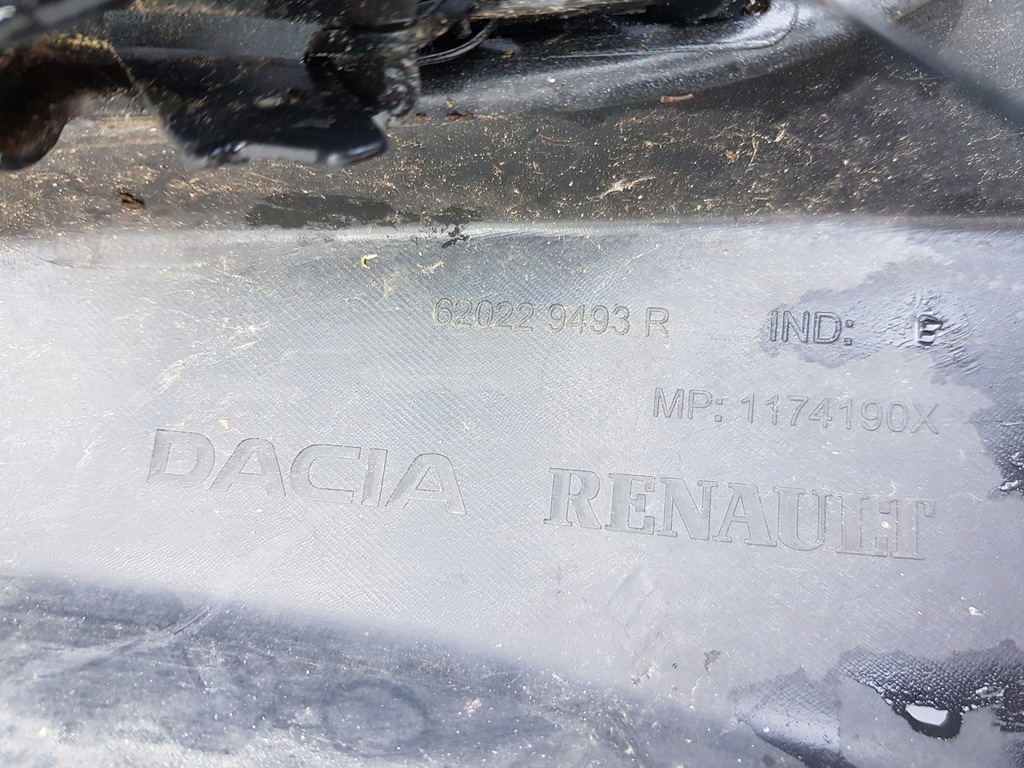 62022 9493 R IND: E
MP: 1174190X
DACIA RENAULT